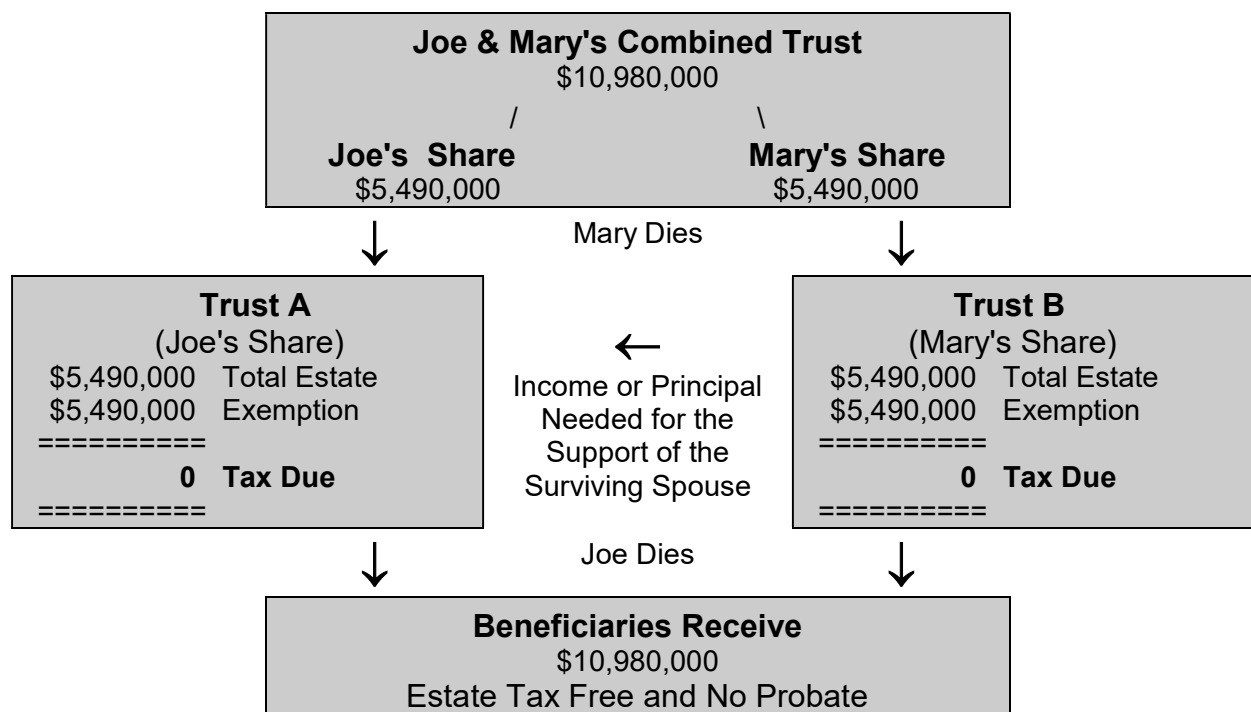 Joe & Mary's Combined Trust
$10,980,000
/ \
Joe's Share Mary's Share
$5,490,000 $5,490,000
Mary Dies
Trust A
(Joe's Share)
$5,490,000 Total Estate
$5,490,000 Exemption
==========
0 Tax Due
==========
Income or Principal
Needed for the
Support of the
Surviving Spouse
Trust B
(Mary's Share)
$5,490,000 Total Estate
$5,490,000 Exemption
==========
0 Tax Due
==========
Joe Dies
Beneficiaries Receive
$10,980,000
Estate Tax Free and No Probate